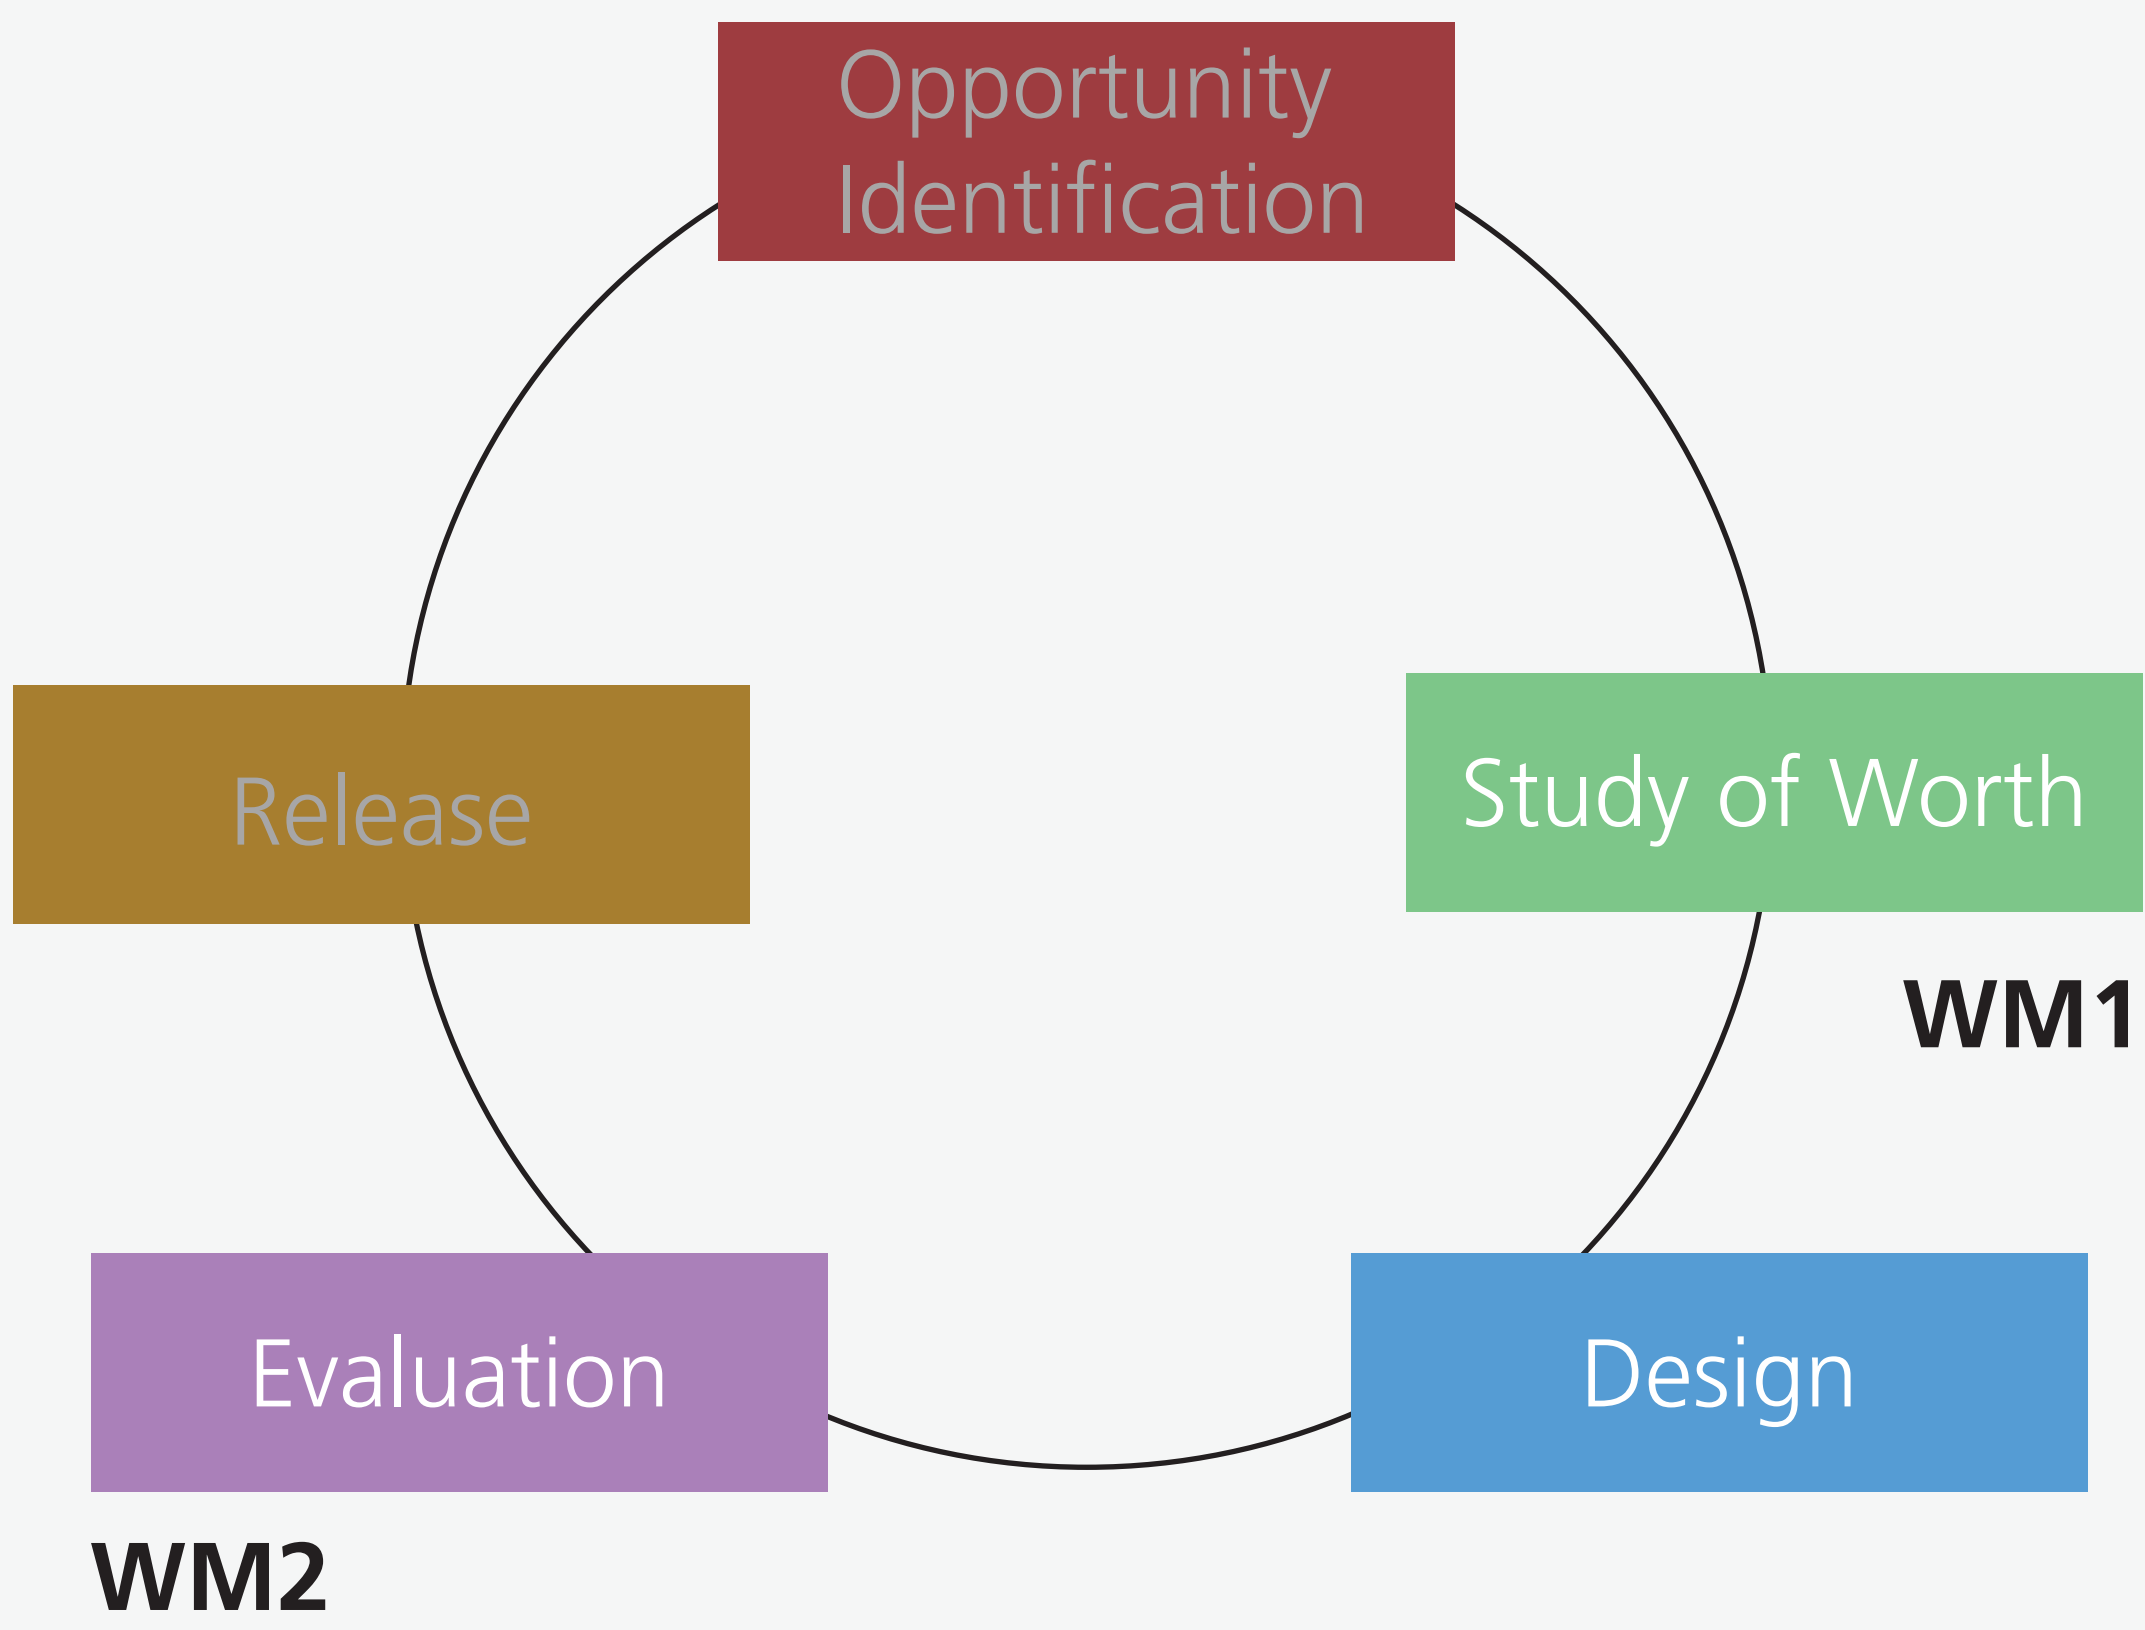 Opportunity
Identification
Release
Study of Worth
WM1
Evaluation
Design
WM2